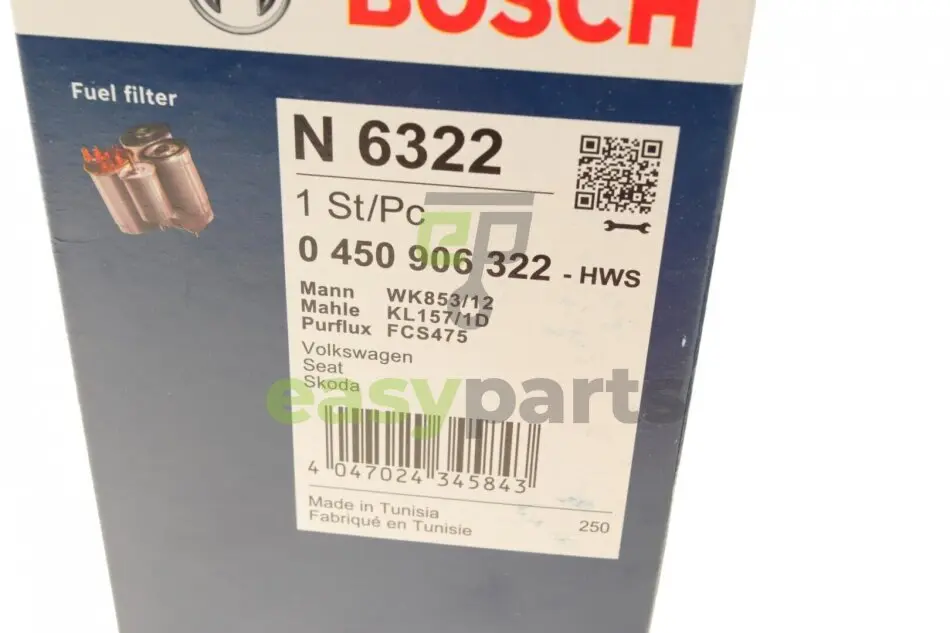 BOSCH
Fuel filter
N 6322
1 St/Pc
0 450 906 322 - HWS
Mann WK853/12
Mahle KL157/1D
Purflux FCS475
Volkswagen
Seat
Skoda
easyparts
4 047024 345843
Made in Tunisia
Fabriqué en Tunisie
250